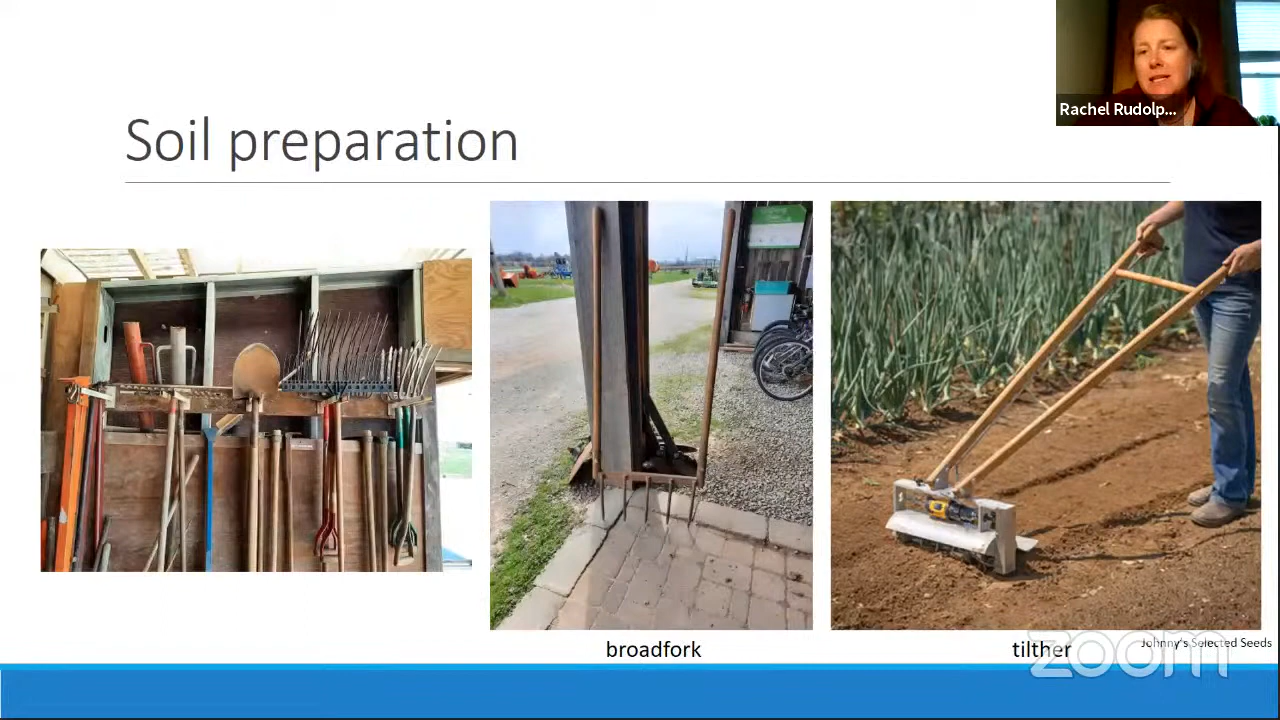 Rachel Rudolp...
Soil preparation
broadfork
tilther
Johnny's Selected Seeds
zoom